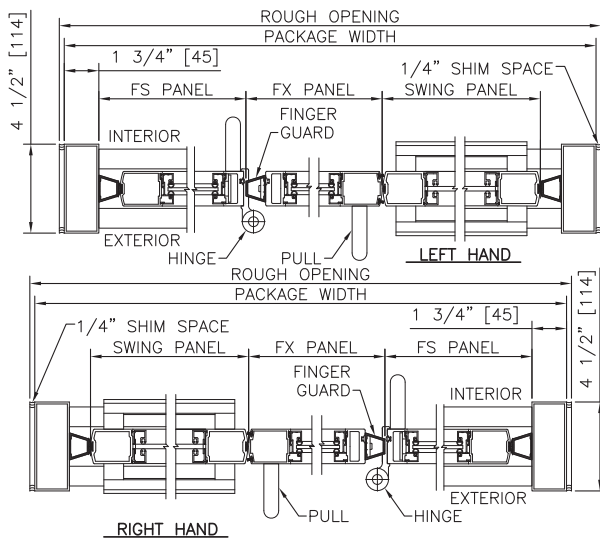 ROUGH OPENING
PACKAGE WIDTH
4 1/2" [114]
1 3/4" [45]
1/4" SHIM SPACE
FS PANEL
FX PANEL
SWING PANEL
FINGER
GUARD
INTERIOR
EXTERIOR
HINGE
PULL
LEFT HAND
ROUGH OPENING
PACKAGE WIDTH
1/4" SHIM SPACE
1 3/4" [45]
4 1/2" [114]
SWING PANEL
FX PANEL
FS PANEL
FINGER
GUARD
INTERIOR
EXTERIOR
PULL
HINGE
RIGHT HAND